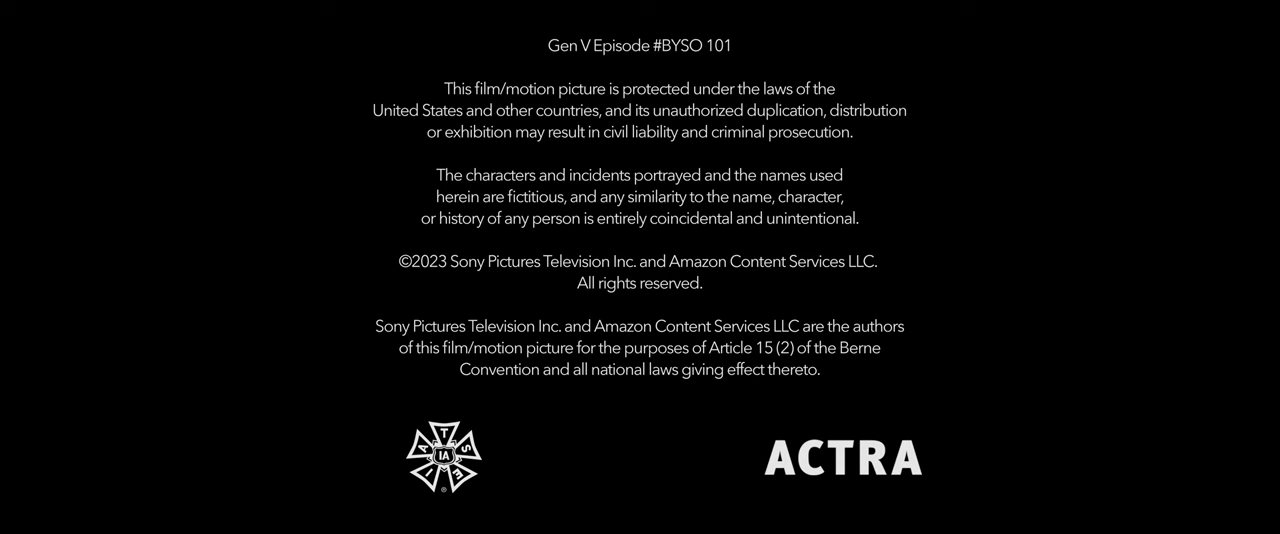 Gen V Episode #BYSO 101
This film/motion picture is protected under the laws of the
United States and other countries, and its unauthorized duplication, distribution
or exhibition may result in civil liability and criminal prosecution.
The characters and incidents portrayed and the names used
herein are fictitious, and any similarity to the name, character,
or history of any person is entirely coincidental and unintentional.
©2023 Sony Pictures Television Inc. and Amazon Content Services LLC.
All rights reserved.
Sony Pictures Television Inc. and Amazon Content Services LLC are the authors
of this film/motion picture for the purposes of Article 15 (2) of the Berne
Convention and all national laws giving effect thereto.
IATSE
IA
®
ACTRA